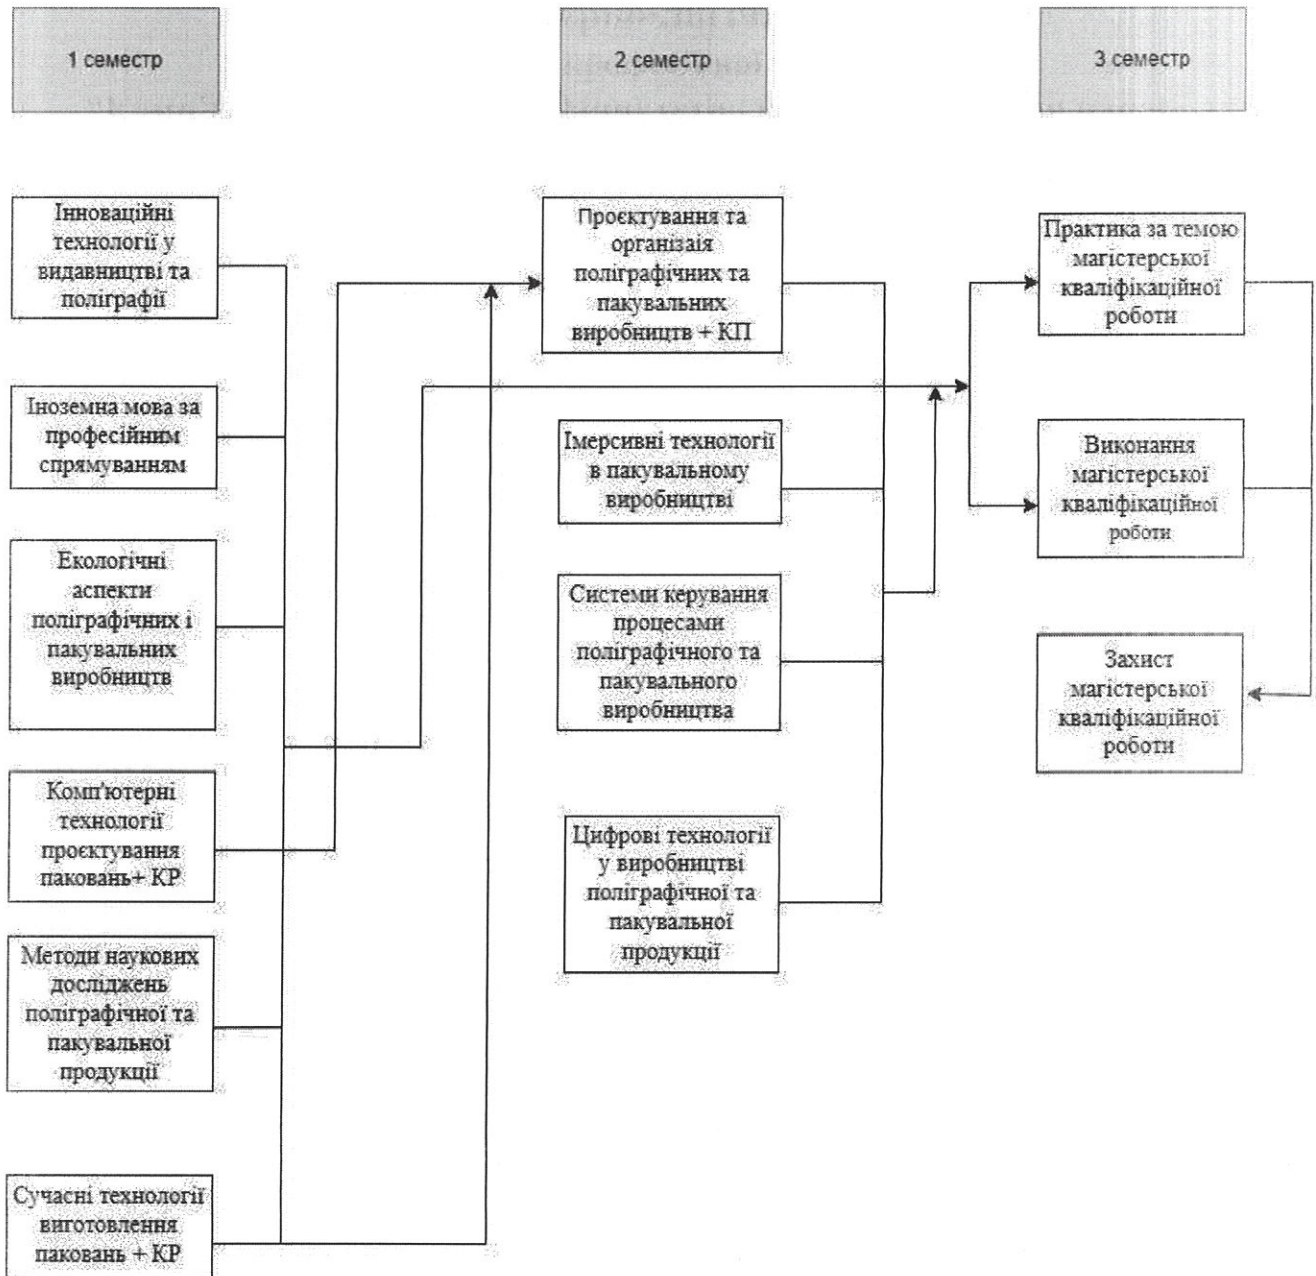 1 семестр
2 семестр
3 семестр
Інноваційні
технології у
видавництві та
поліграфії
Іноземна мова за
професійним
спрямуванням
Екологічні
аспекти
поліграфічних і
пакувальних
виробництв
Комп'ютерні
технології
проєктування
паковань+ КР
Методи наукових
досліджень
поліграфічної та
пакувальної
продукції
Сучасні технології
виготовлення
паковань + КР
Проєктування та
організаія
поліграфічних та
пакувальних
виробництв + КП
Імерсивні технології
в пакувальному
виробництві
Системи керування
процесами
поліграфічного та
пакувального
виробництва
Цифрові технології
у виробництві
поліграфічної та
пакувальної
продукції
Практика за темою
магістерської
кваліфікаційної
роботи
Виконання
магістерської
кваліфікаційної
роботи
Захист
магістерської
кваліфікаційної
роботи